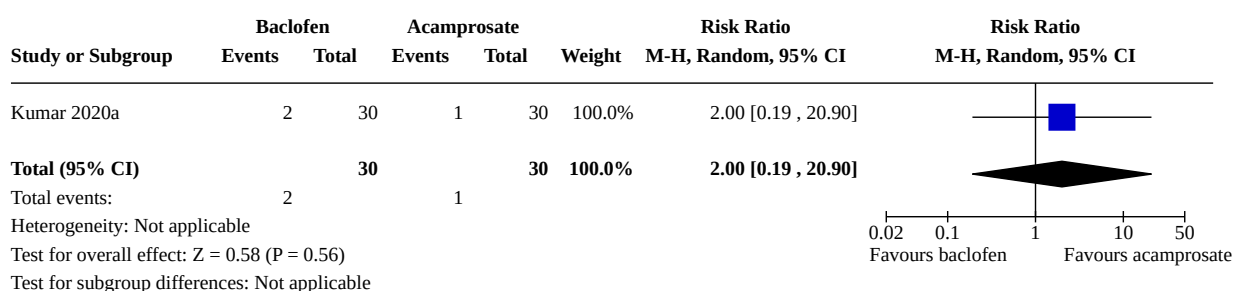 Baclofen Acamprosate Risk Ratio Risk Ratio
Study or Subgroup Events Total Events Total Weight M-H, Random, 95% CI M-H, Random, 95% CI
Kumar 2020a 2 30 1 30 100.0% 2.00 [0.19 , 20.90]
Total (95% CI) 30 30 100.0% 2.00 [0.19 , 20.90]
Total events: 2 1
Heterogeneity: Not applicable
0.02 0.1 1 10 50
Test for overall effect: Z = 0.58 (P = 0.56) Favours baclofen Favours acamprosate
Test for subgroup differences: Not applicable